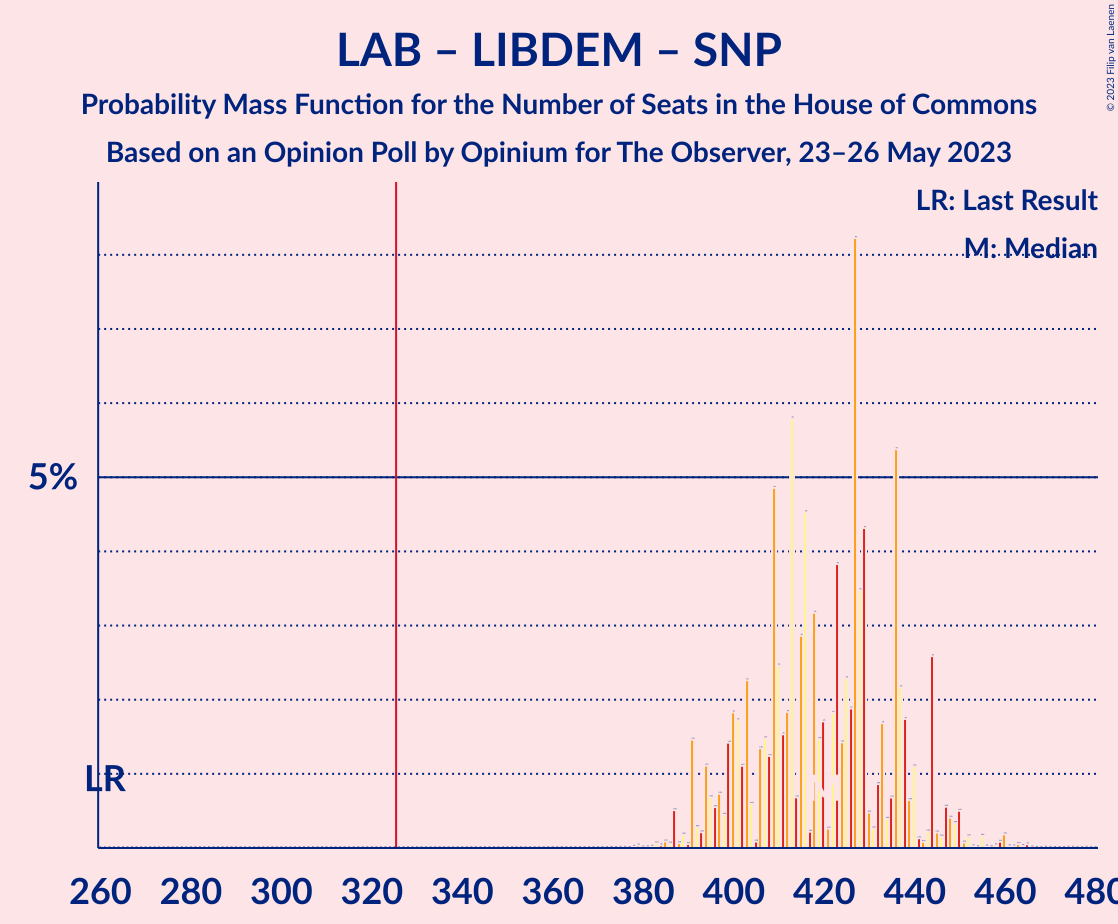 LAB – LIBDEM – SNP
Probability Mass Function for the Number of Seats in the House of Commons
Based on an Opinion Poll by Opinium for The Observer, 23–26 May 2023
© 2023 Filip van Laenen
LR: Last Result
M: Median
5%
LR
M
260 280 300 320 340 360 380 400 420 440 460 480